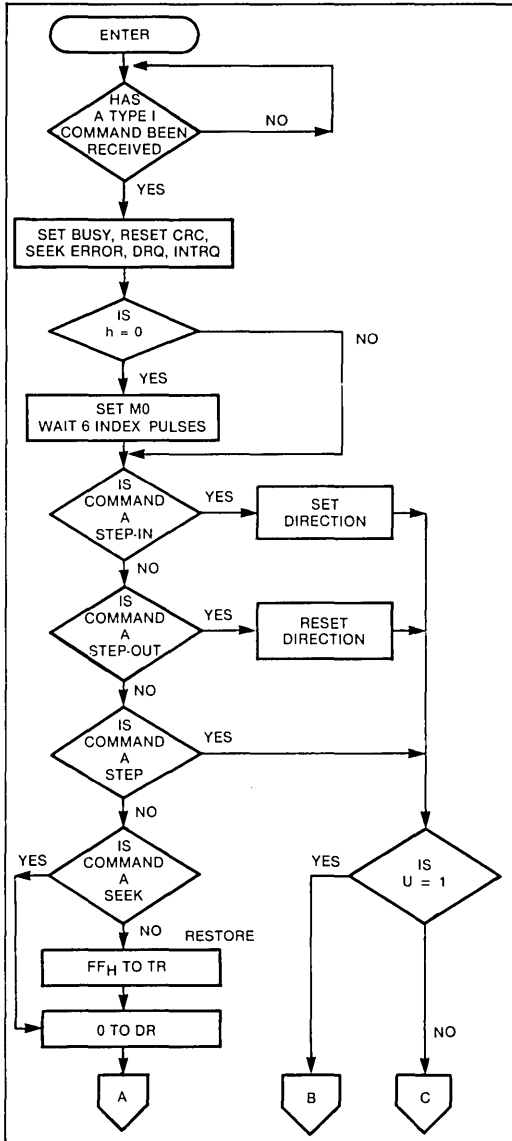 ENTER
HAS
A TYPE I
COMMAND BEEN
RECEIVED
NO
YES
SET BUSY, RESET CRC,
SEEK ERROR, DRQ, INTRQ
IS
h = 0
NO
YES
SET M0
WAIT 6 INDEX PULSES
IS
COMMAND
A
STEP-IN
YES
SET
DIRECTION
NO
IS
COMMAND
A
STEP-OUT
YES
RESET
DIRECTION
NO
IS
COMMAND
A
STEP
YES
NO
IS
COMMAND
A
SEEK
YES
NO
RESTORE
IS
U = 1
YES
NO
FFH TO TR
0 TO DR
A
B
C